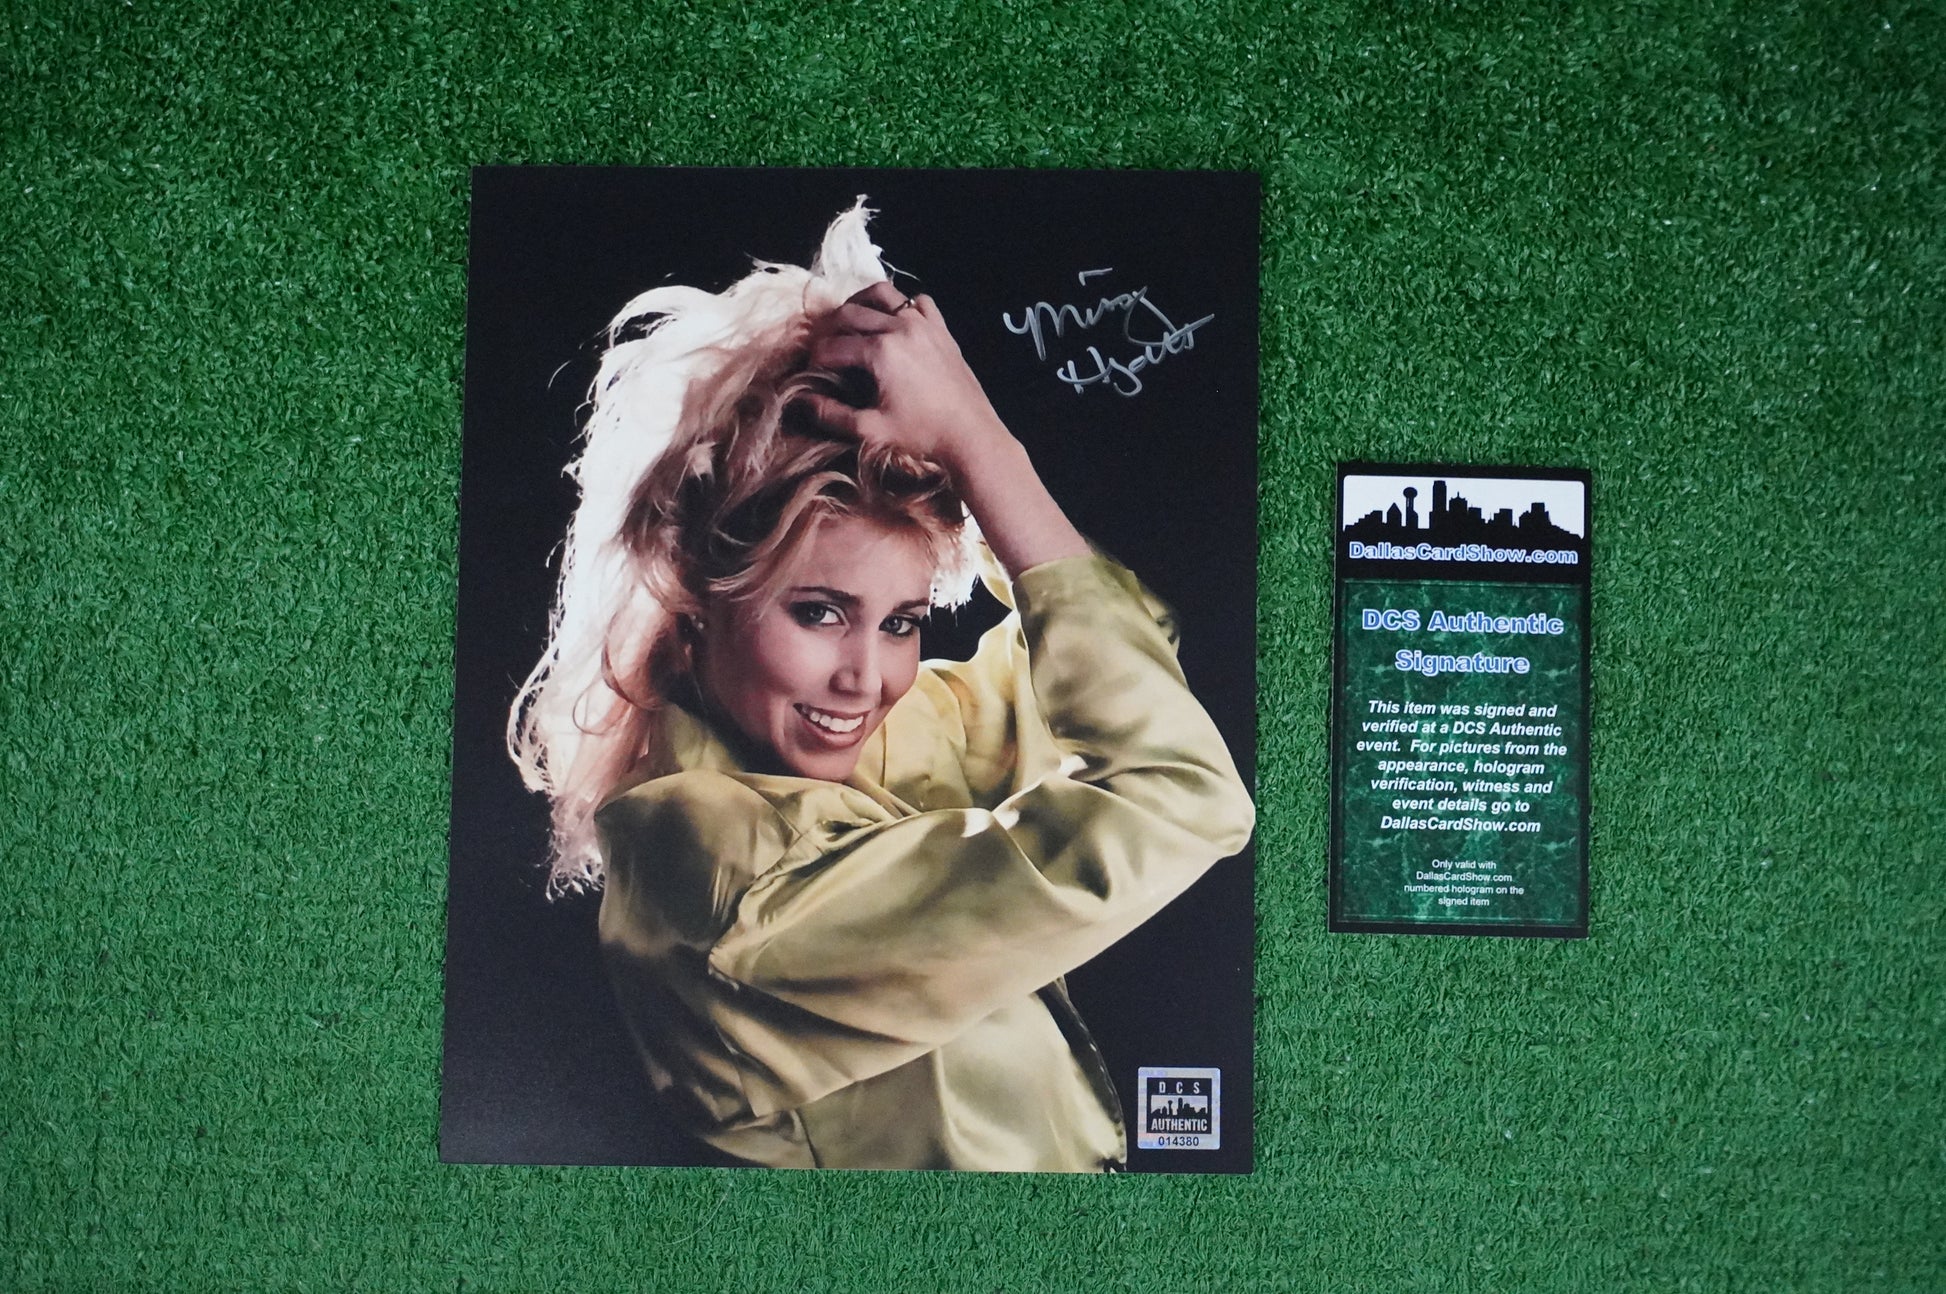 Missy
Hyatt
D C S
AUTHENTIC
014380
DallasCardShow.com
DCS Authentic
Signature
This item was signed and
verified at a DCS Authentic
event. For pictures from the
appearance, hologram
verification, witness and
event details go to
DallasCardShow.com
Only valid with
DallasCardShow.com
numbered hologram on the
signed item